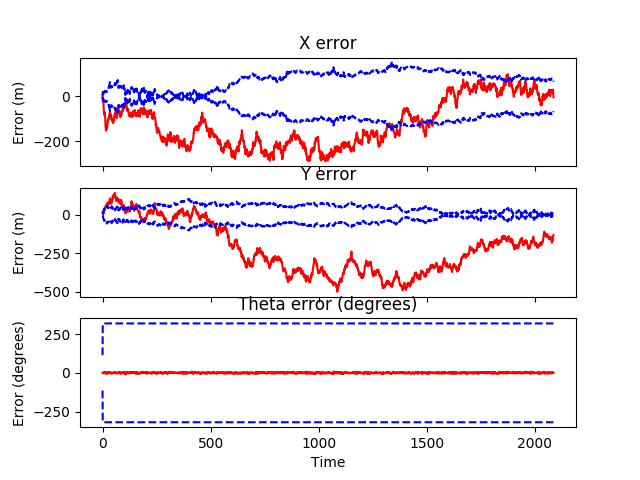 X error
Error (m)
0
−200
Y error
Error (m)
0
−250
−500
Theta error (degrees)
Error (degrees)
250
0
−250
0
500
1000
1500
2000
Time